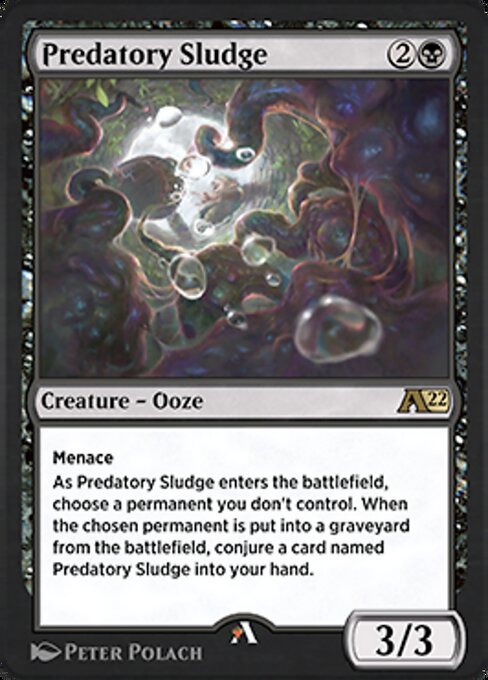 Predatory Sludge 2
Creature – Ooze A22
Menace
As Predatory Sludge enters the battlefield,
choose a permanent you don't control. When
the chosen permanent is put into a graveyard
from the battlefield, conjure a card named
Predatory Sludge into your hand.
3/3
Peter Polach